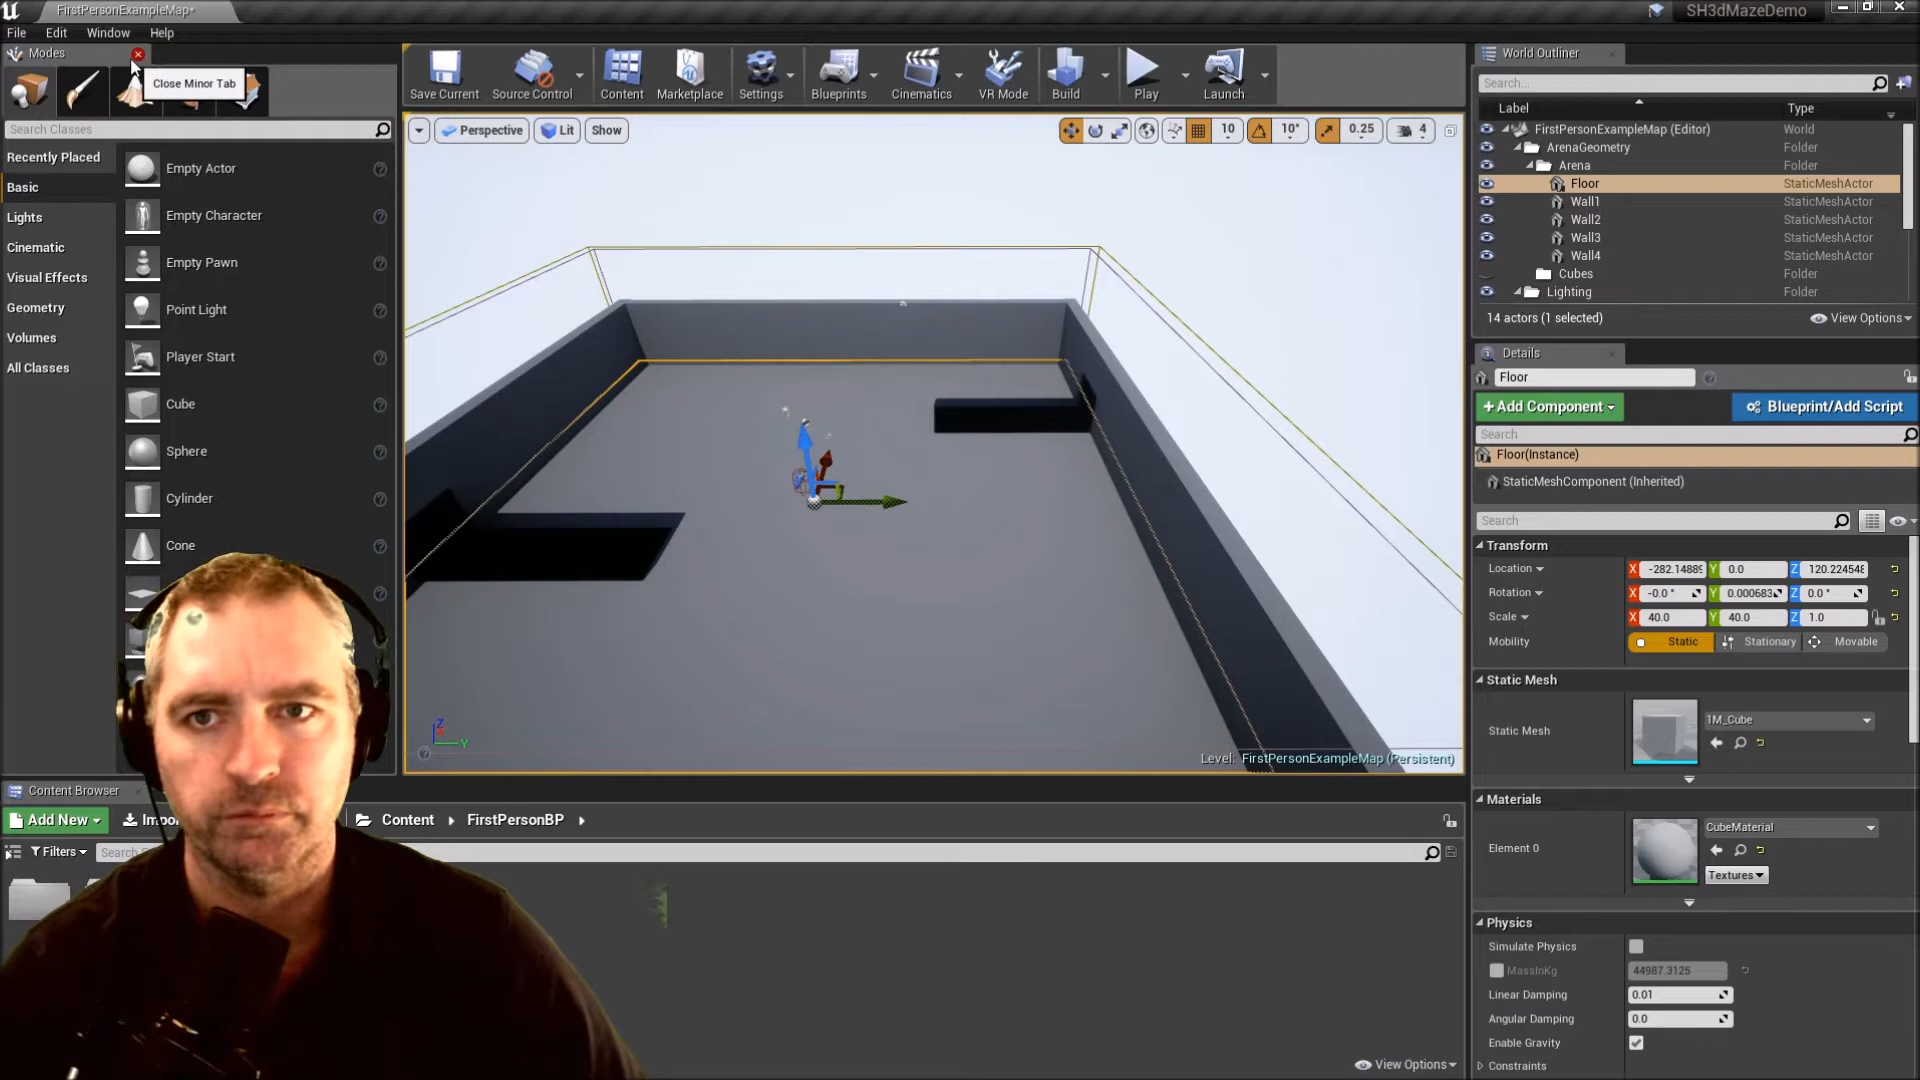 FirstPersonExampleMap*
SH3dMazeDemo
File Edit Window Help
Modes
Close Minor Tab
Search Classes
Recently Placed
Basic
Lights
Cinematic
Visual Effects
Geometry
Volumes
All Classes
Empty Actor
Empty Character
Empty Pawn
Point Light
Player Start
Cube
Sphere
Cylinder
Cone
Save Current
Source Control
Content
Marketplace
Settings
Blueprints
Cinematics
VR Mode
Build
Play
Launch
Perspective
Lit
Show
10
10°
0.25
4
Z
Y
Level: FirstPersonExampleMap (Persistent)
World Outliner
Search...
Label Type
FirstPersonExampleMap (Editor) World
ArenaGeometry Folder
Arena Folder
Floor StaticMeshActor
Wall1 StaticMeshActor
Wall2 StaticMeshActor
Wall3 StaticMeshActor
Wall4 StaticMeshActor
Cubes Folder
Lighting Folder
14 actors (1 selected)
View Options
Details
Floor
+Add Component
Blueprint/Add Script
Search
Floor(Instance)
StaticMeshComponent (Inherited)
Search
Transform
Location X -282.14889 Y 0.0 Z 120.224548
Rotation X -0.0 ° Y 0.000683 Z 0.0 °
Scale X 40.0 Y 40.0 Z 1.0
Mobility Static Stationary Movable
Static Mesh
Static Mesh
1M_Cube
Materials
Element 0
CubeMaterial
Textures
Physics
Simulate Physics
MassInKg 44987.3125
Linear Damping 0.01
Angular Damping 0.0
Enable Gravity
Constraints
Content Browser
Add New
Content
FirstPersonBP
Filters
View Options